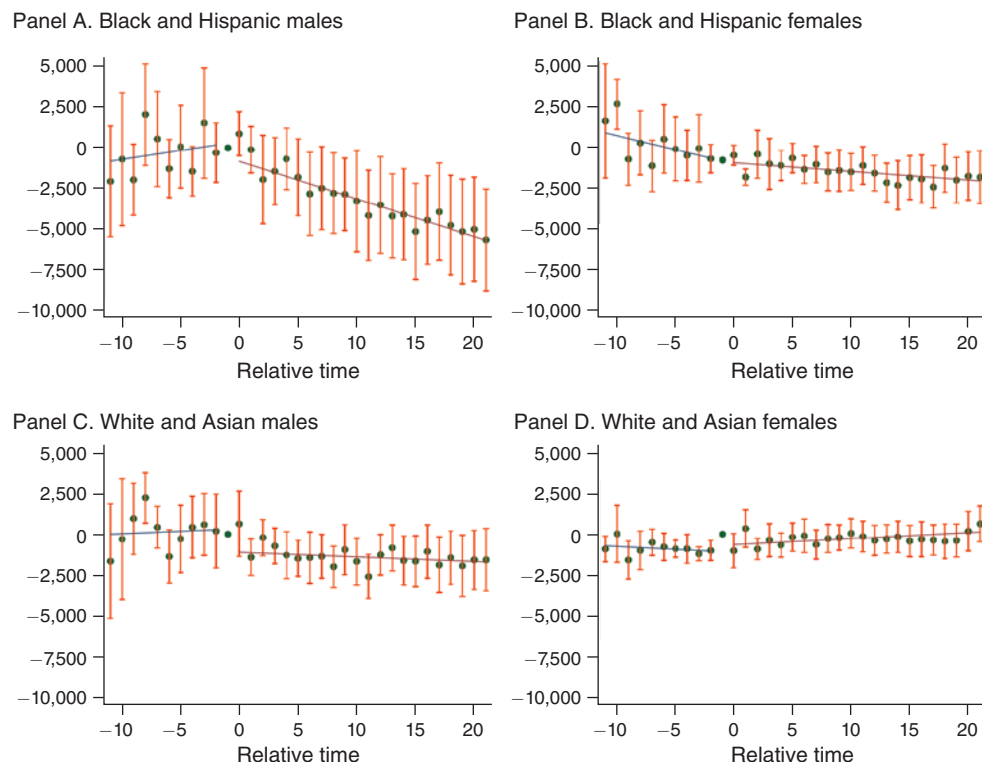 Panel A. Black and Hispanic males
5,000
2,500
0
−2,500
−5,000
−7,500
−10,000
−10 −5 0 5 10 15 20
Relative time
Panel B. Black and Hispanic females
5,000
2,500
0
−2,500
−5,000
−7,500
−10,000
−10 −5 0 5 10 15 20
Relative time
Panel C. White and Asian males
5,000
2,500
0
−2,500
−5,000
−7,500
−10,000
−10 −5 0 5 10 15 20
Relative time
Panel D. White and Asian females
5,000
2,500
0
−2,500
−5,000
−7,500
−10,000
−10 −5 0 5 10 15 20
Relative time